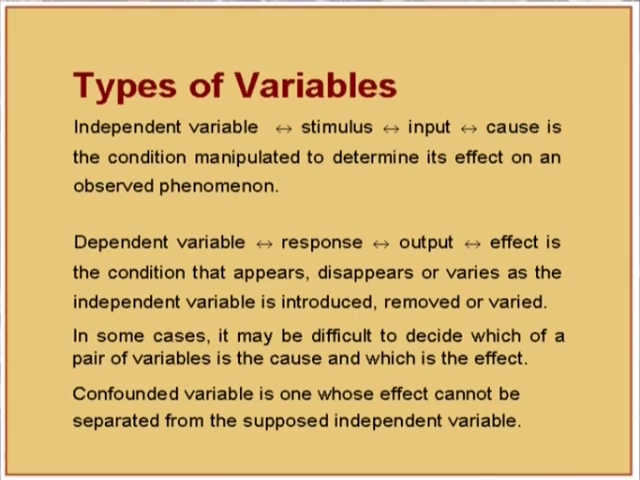 Types of Variables
Independent variable ↔ stimulus ↔ input ↔ cause is
the condition manipulated to determine its effect on an
observed phenomenon.
Dependent variable ↔ response ↔ output ↔ effect is
the condition that appears, disappears or varies as the
independent variable is introduced, removed or varied.
In some cases, it may be difficult to decide which of a
pair of variables is the cause and which is the effect.
Confounded variable is one whose effect cannot be
separated from the supposed independent variable.